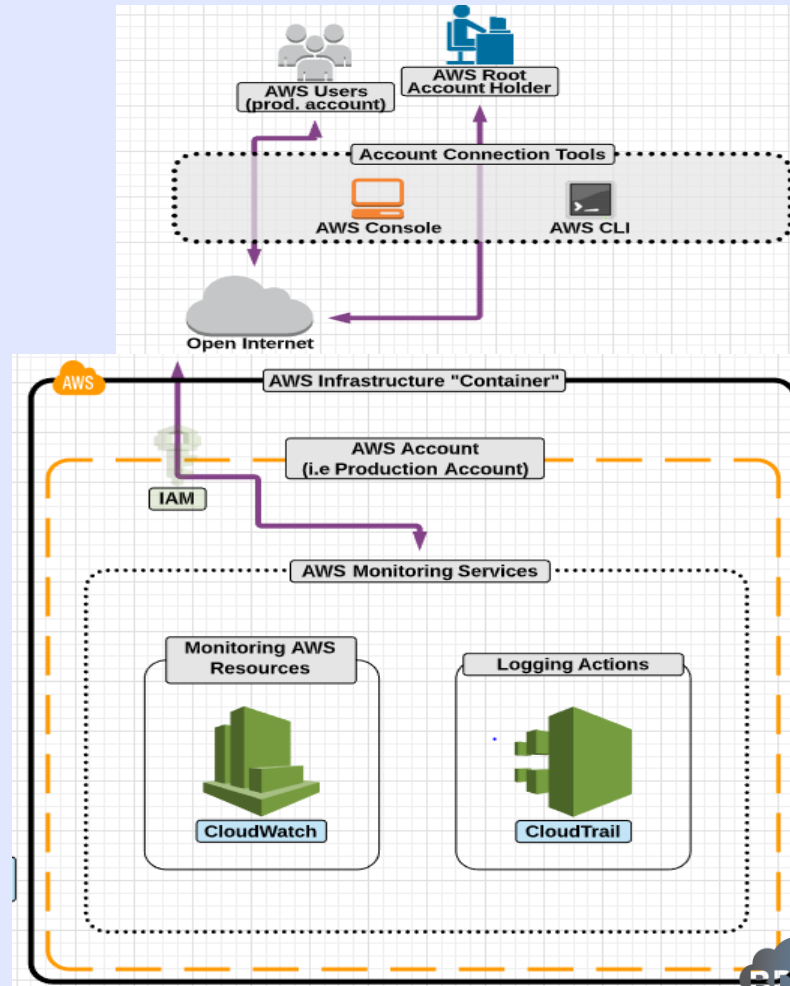 AWS Users
(prod. account)
AWS Root
Account Holder
Account Connection Tools
AWS Console
AWS CLI
Open Internet
AWS
AWS Infrastructure "Container"
AWS Account
(i.e Production Account)
IAM
AWS Monitoring Services
Monitoring AWS
Resources
Logging Actions
CloudWatch
CloudTrail